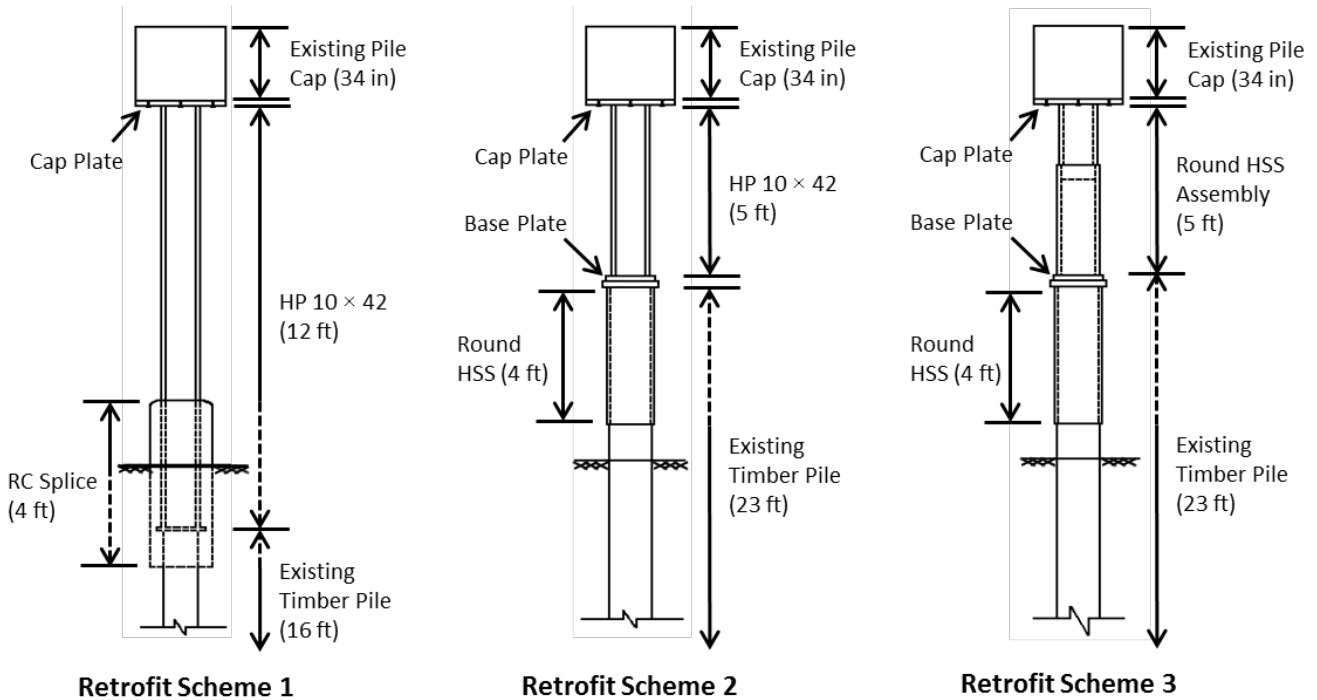 Existing Pile
Cap (34 in)
Cap Plate
HP 10 × 42
(12 ft)
RC Splice
(4 ft)
Existing
Timber Pile
(16 ft)
Retrofit Scheme 1
Existing Pile
Cap (34 in)
Cap Plate
HP 10 × 42
(5 ft)
Base Plate
Round
HSS (4 ft)
Existing
Timber Pile
(23 ft)
Retrofit Scheme 2
Existing Pile
Cap (34 in)
Cap Plate
Round HSS
Assembly
(5 ft)
Base Plate
Round
HSS (4 ft)
Existing
Timber Pile
(23 ft)
Retrofit Scheme 3